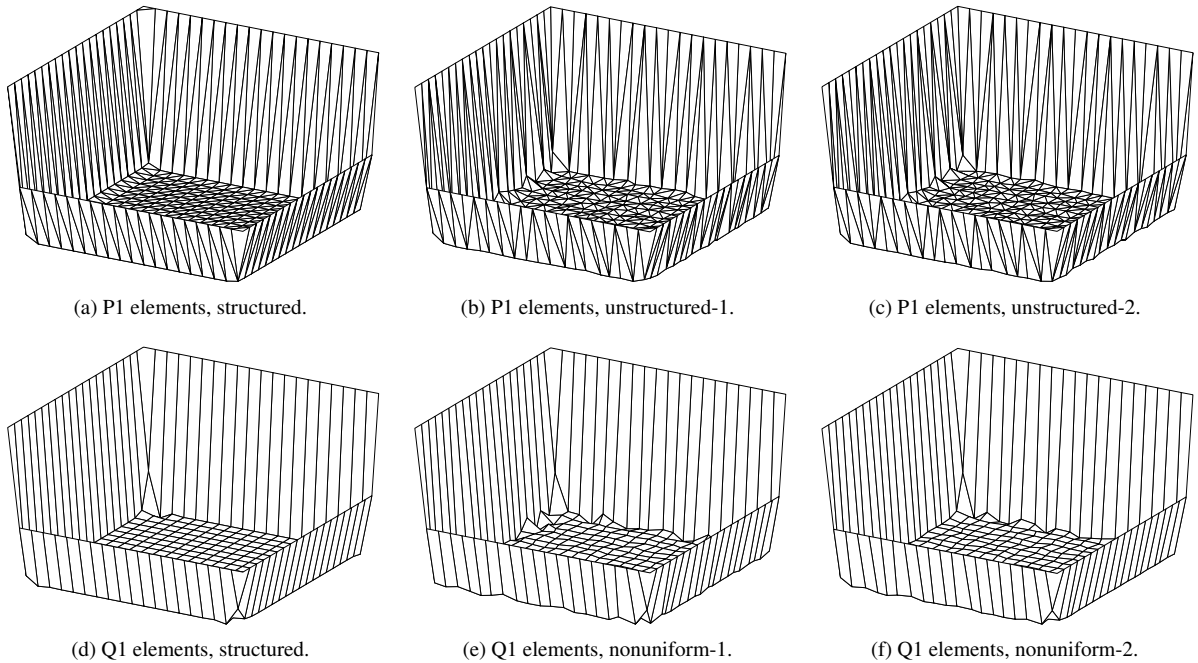 (a) P1 elements, structured.
(b) P1 elements, unstructured-1.
(c) P1 elements, unstructured-2.
(d) Q1 elements, structured.
(e) Q1 elements, nonuniform-1.
(f) Q1 elements, nonuniform-2.